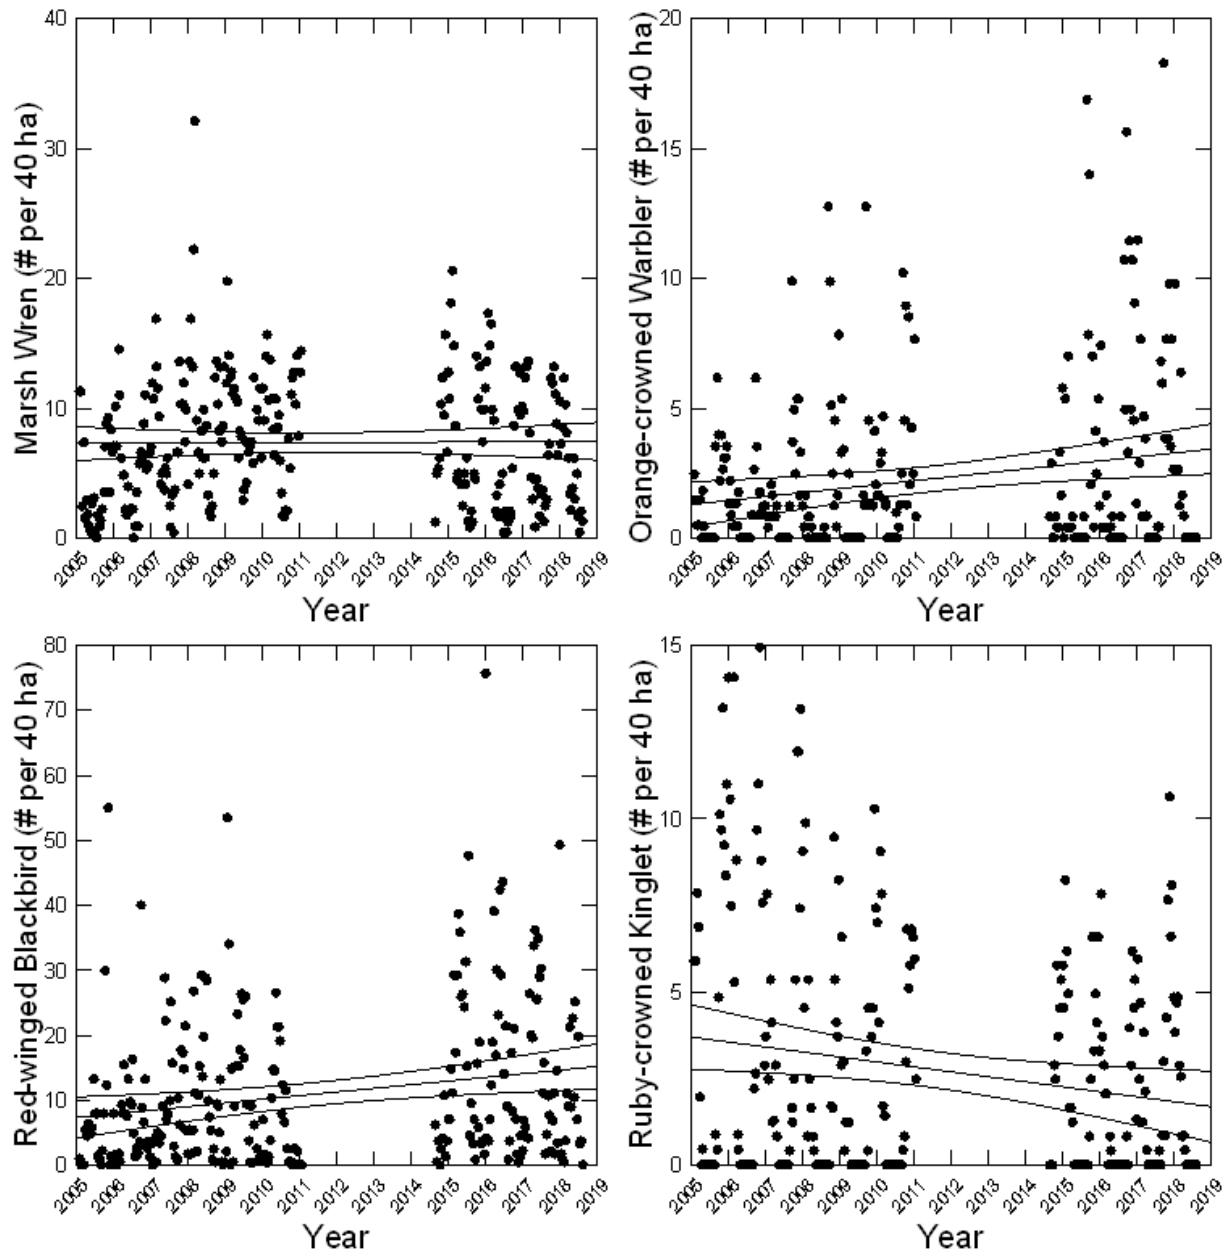 Marsh Wren (# per 40 ha)
40
30
20
10
0
2005 2006 2007 2008 2009 2010 2011 2012 2013 2014 2015 2016 2017 2018 2019
Year
Orange-crowned Warbler (# per 40 ha)
20
15
10
5
0
2005 2006 2007 2008 2009 2010 2011 2012 2013 2014 2015 2016 2017 2018 2019
Year
Red-winged Blackbird (# per 40 ha)
80
70
60
50
40
30
20
10
0
2005 2006 2007 2008 2009 2010 2011 2012 2013 2014 2015 2016 2017 2018 2019
Year
Ruby-crowned Kinglet (# per 40 ha)
15
10
5
0
2005 2006 2007 2008 2009 2010 2011 2012 2013 2014 2015 2016 2017 2018 2019
Year